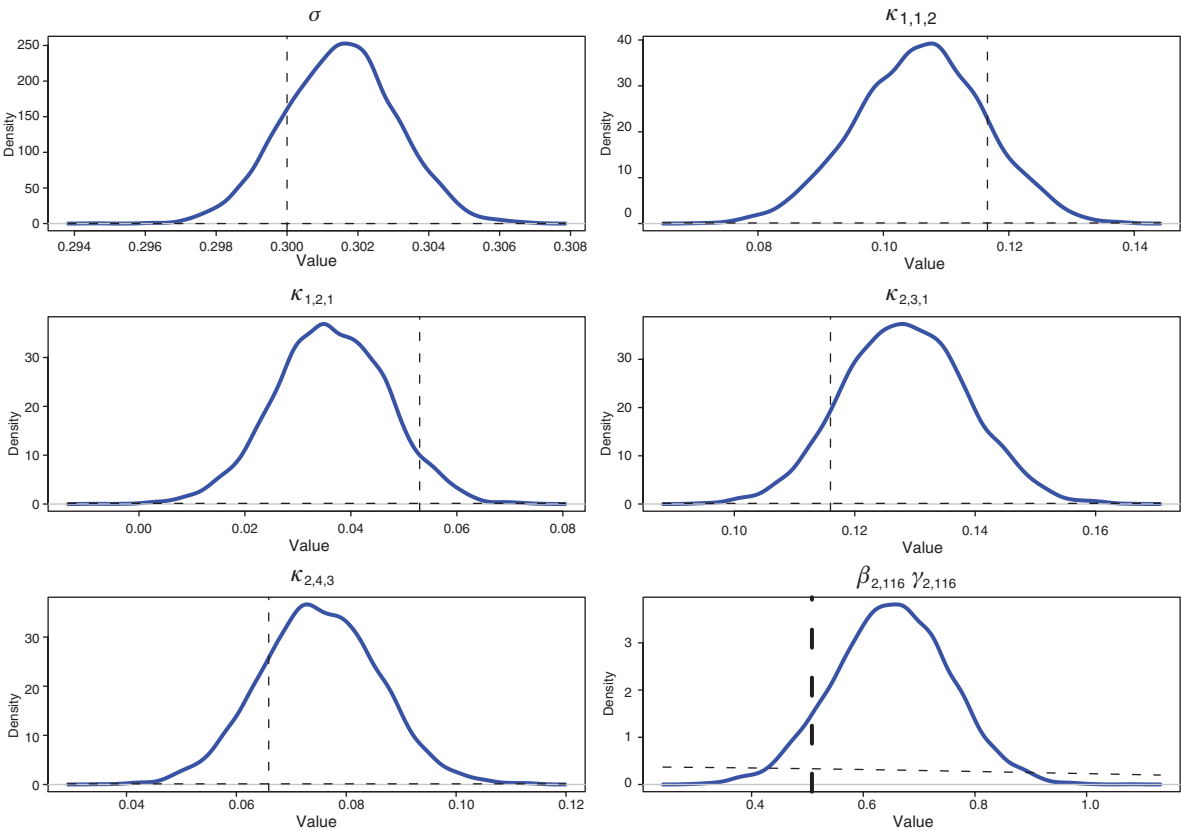 σ
Density
250
200
150
100
50
0
0.294 0.296 0.298 0.300 0.302 0.304 0.306 0.308
Value
κ1,1,2
Density
40
30
20
10
0
0.08 0.10 0.12 0.14
Value
κ1,2,1
Density
30
20
10
0
0.00 0.02 0.04 0.06 0.08
Value
κ2,3,1
Density
30
20
10
0
0.10 0.12 0.14 0.16
Value
κ2,4,3
Density
30
20
10
0
0.04 0.06 0.08 0.10 0.12
Value
β2,116 γ2,116
Density
3
2
1
0
0.4 0.6 0.8 1.0
Value